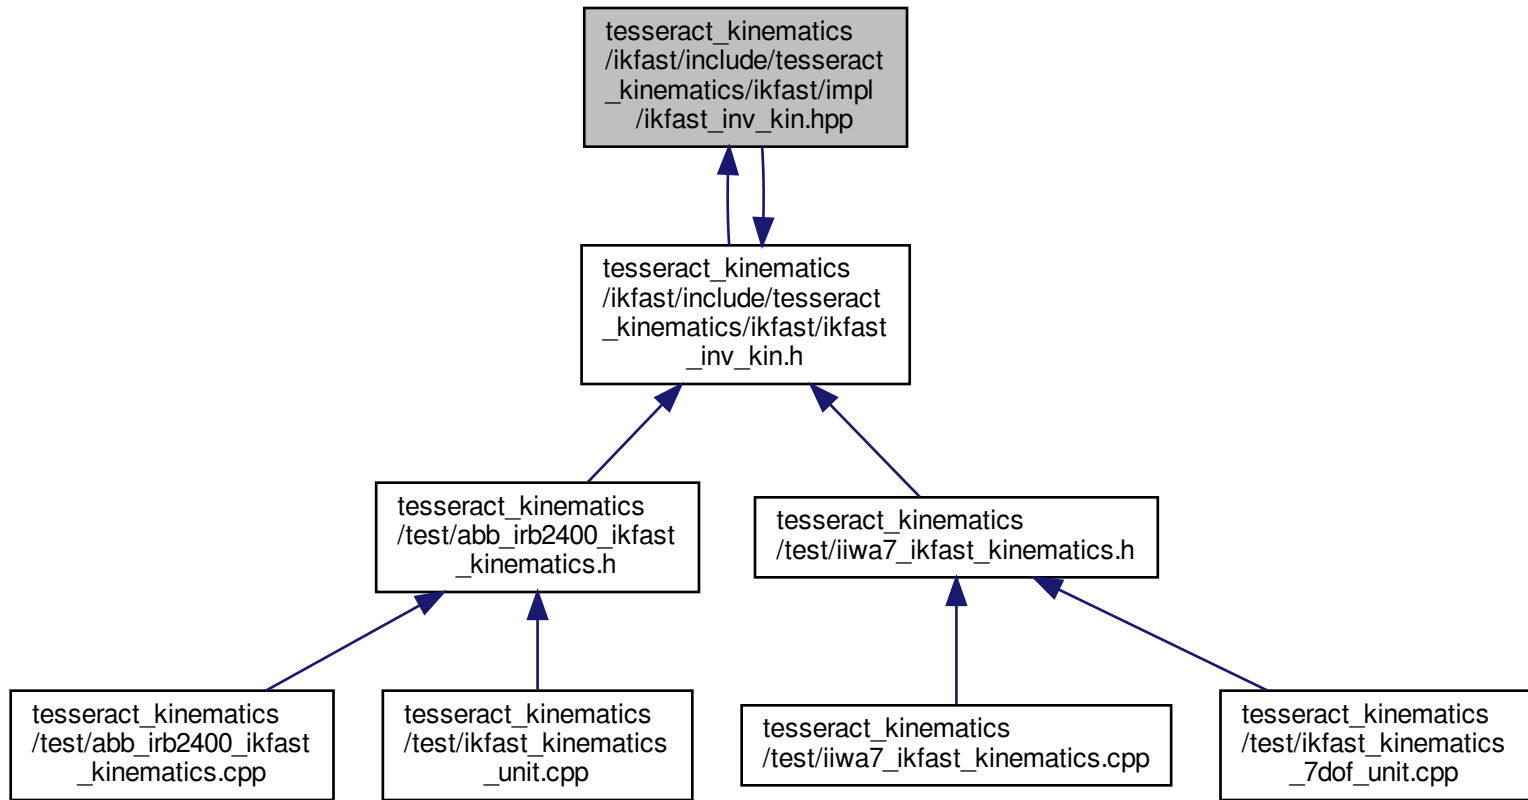 tesseract_kinematics
/ikfast/include/tesseract
_kinematics/ikfast/impl
/ikfast_inv_kin.hpp
tesseract_kinematics
/ikfast/include/tesseract
_kinematics/ikfast/ikfast
_inv_kin.h
tesseract_kinematics
/test/abb_irb2400_ikfast
_kinematics.h
tesseract_kinematics
/test/iiwa7_ikfast_kinematics.h
tesseract_kinematics
/test/abb_irb2400_ikfast
_kinematics.cpp
tesseract_kinematics
/test/ikfast_kinematics
_unit.cpp
tesseract_kinematics
/test/iiwa7_ikfast_kinematics.cpp
tesseract_kinematics
/test/ikfast_kinematics
_7dof_unit.cpp